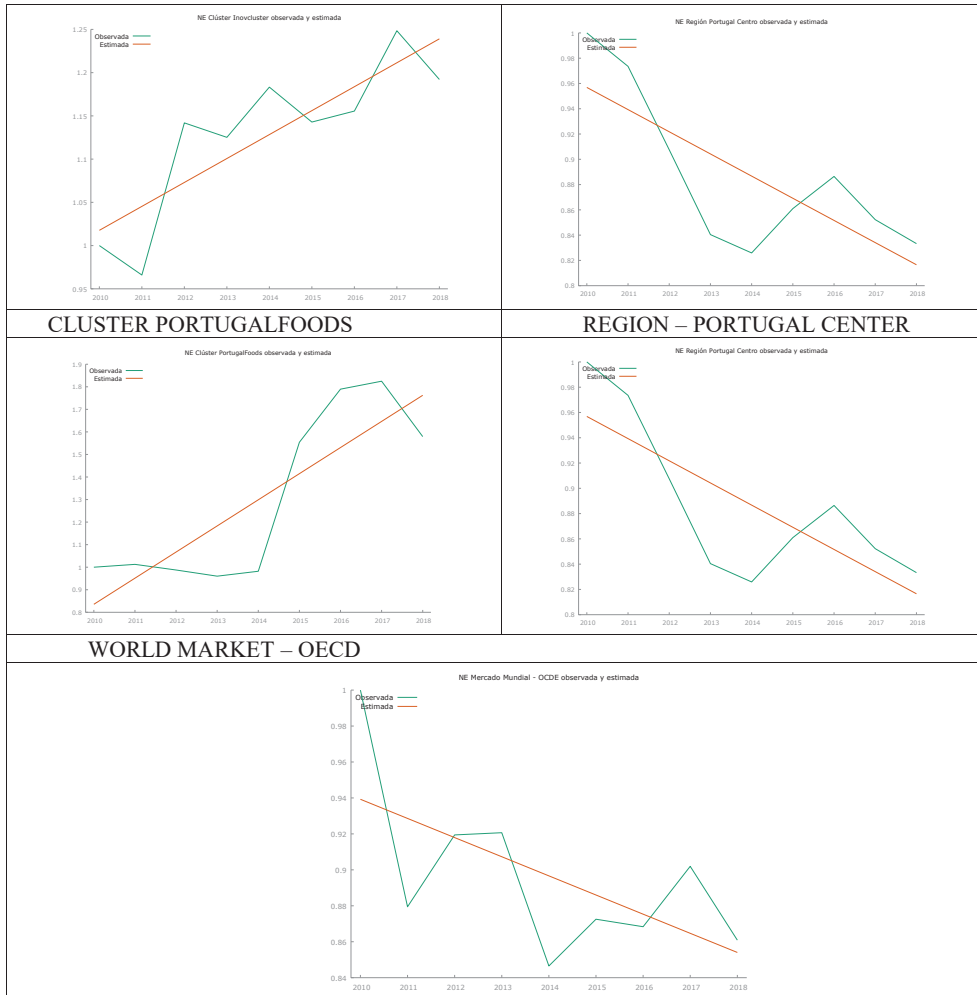 NE Clúster Inovcluster observada y estimada
Observada
Estimada
1.25
1.2
1.15
1.1
1.05
1
0.95
2010 2011 2012 2013 2014 2015 2016 2017 2018
NE Región Portugal Centro observada y estimada
Observada
Estimada
1
0.98
0.96
0.94
0.92
0.9
0.88
0.86
0.84
0.82
0.8
2010 2011 2012 2013 2014 2015 2016 2017 2018
CLUSTER PORTUGALFOODS
REGION – PORTUGAL CENTER
NE Clúster PortugalFoods observada y estimada
Observada
Estimada
1.9
1.8
1.7
1.6
1.5
1.4
1.3
1.2
1.1
1
0.9
0.8
2010 2011 2012 2013 2014 2015 2016 2017 2018
NE Región Portugal Centro observada y estimada
Observada
Estimada
1
0.98
0.96
0.94
0.92
0.9
0.88
0.86
0.84
0.82
0.8
2010 2011 2012 2013 2014 2015 2016 2017 2018
WORLD MARKET – OECD
NE Mercado Mundial - OCDE observada y estimada
Observada
Estimada
1
0.98
0.96
0.94
0.92
0.9
0.88
0.86
0.84
2010 2011 2012 2013 2014 2015 2016 2017 2018